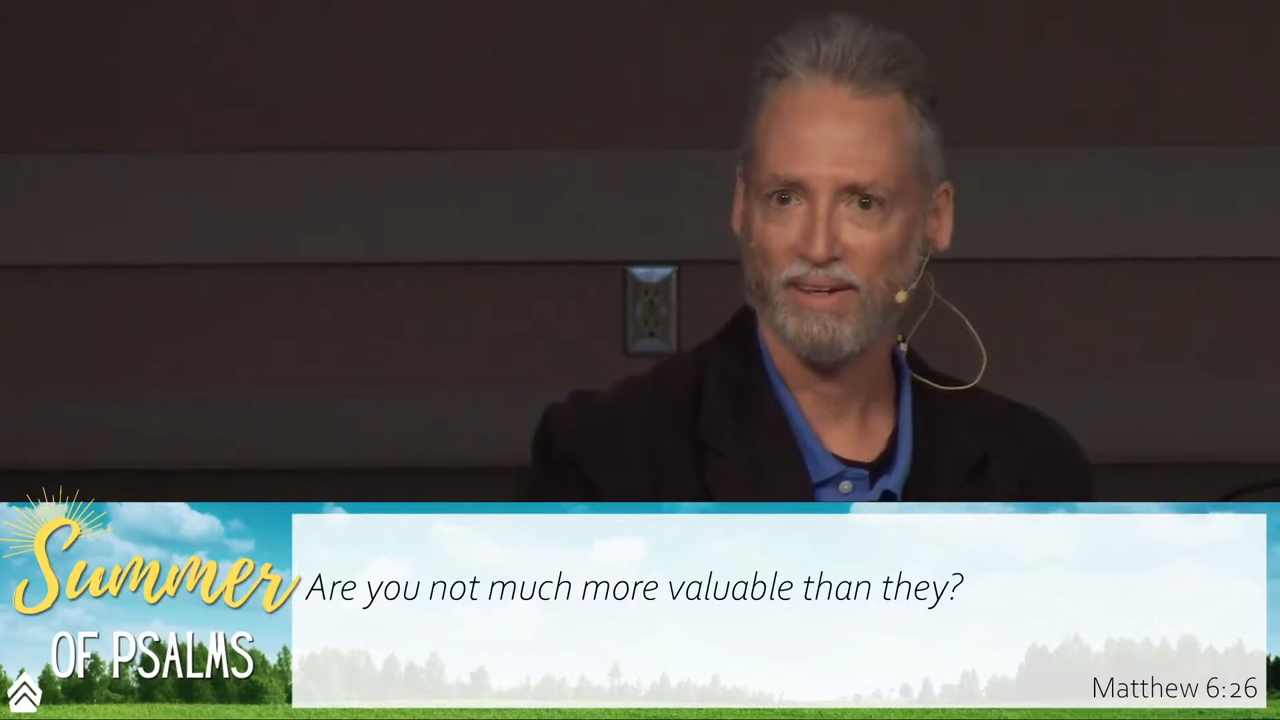 Summer
OF PSALMS
Are you not much more valuable than they?
Matthew 6:26